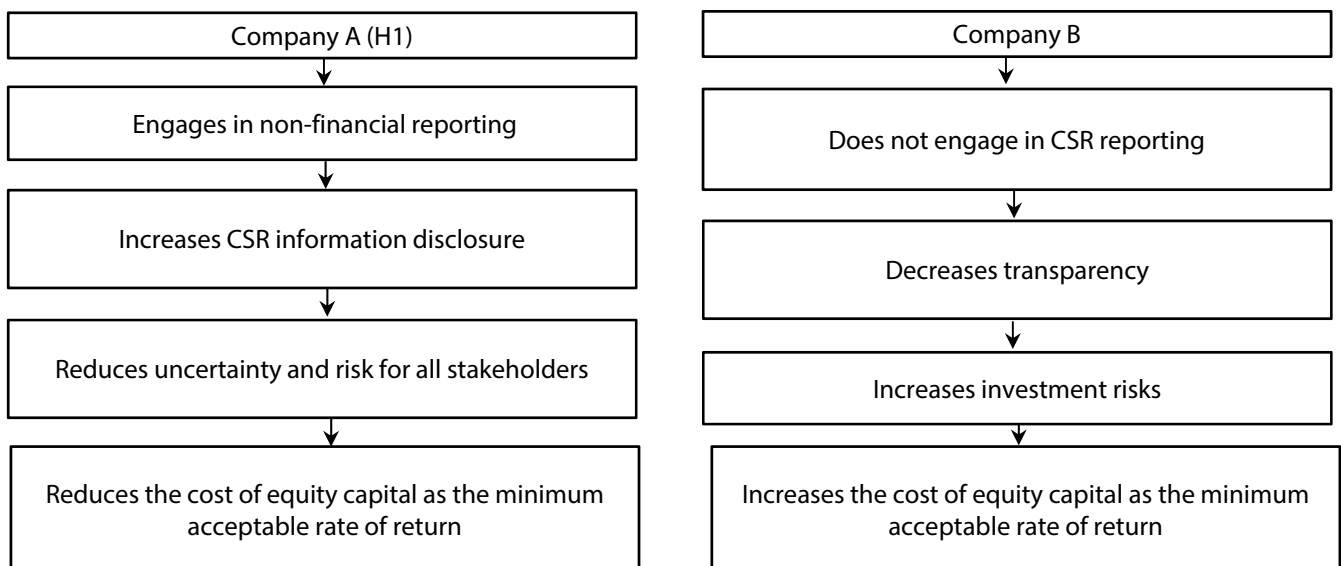 Company A (H1)
Engages in non-financial reporting
Increases CSR information disclosure
Reduces uncertainty and risk for all stakeholders
Reduces the cost of equity capital as the minimum
acceptable rate of return
Company B
Does not engage in CSR reporting
Decreases transparency
Increases investment risks
Increases the cost of equity capital as the minimum
acceptable rate of return